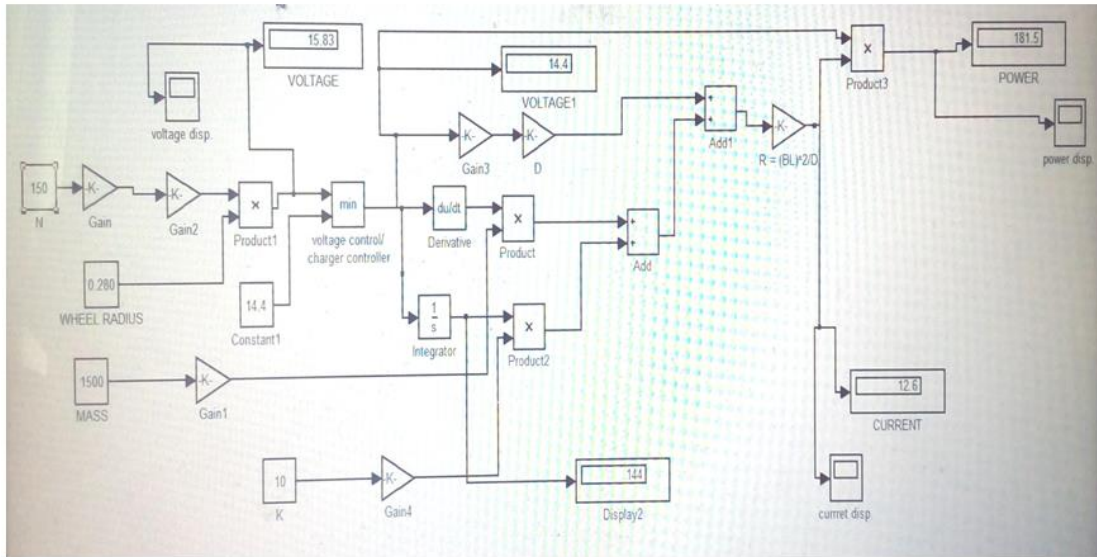 15.83
VOLTAGE
voltage disp.
14.4
VOLTAGE1
×
Product3
181.5
POWER
power disp.
150
N
-K-
Gain
-K-
Gain2
×
Product1
min
voltage control/
charger controller
-K-
Gain3
-K-
D
+
+
Add1
-K-
R = (BL)^2/D
du/dt
Derivative
×
Product
+
+
Add
0.280
WHEEL RADIUS
14.4
Constant1
1
s
Integrator
×
Product2
1500
MASS
-K-
Gain1
12.6
CURRENT
10
K
-K-
Gain4
144
Display2
currret disp.